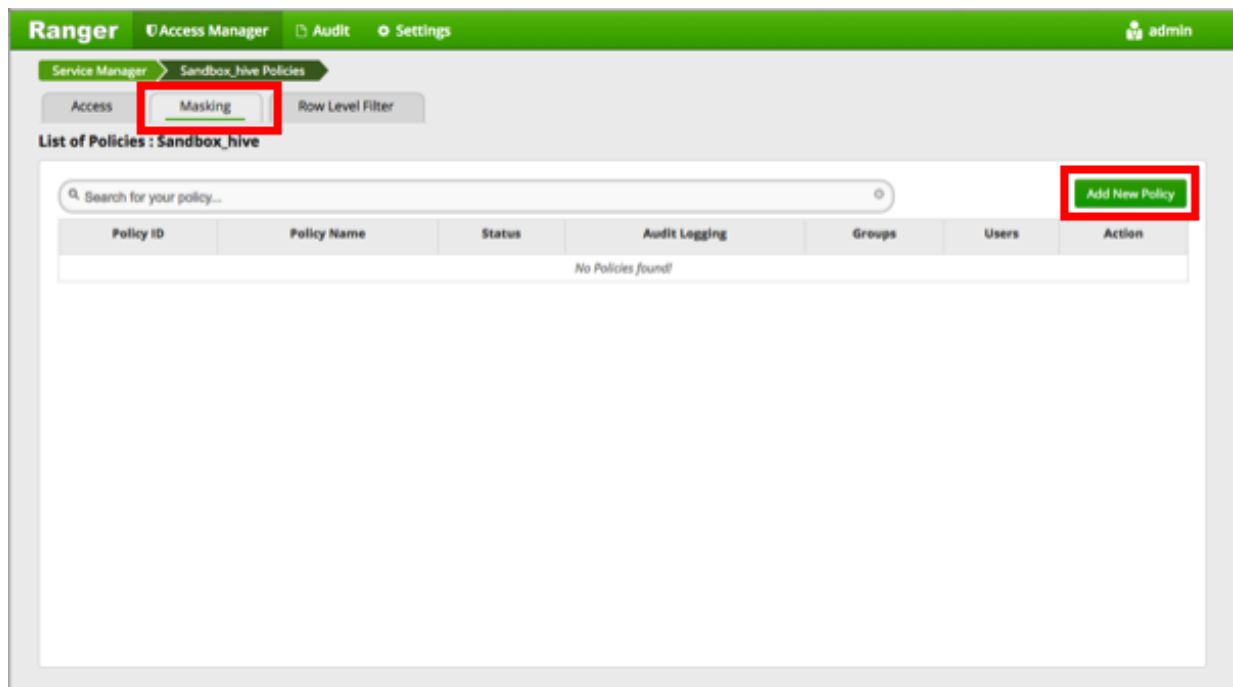 Ranger Access Manager Audit Settings admin
Service Manager Sandbox_hive Policies
Access Masking Row Level Filter
List of Policies : Sandbox_hive
Search for your policy... Add New Policy
Policy ID Policy Name Status Audit Logging Groups Users Action
No Policies found!